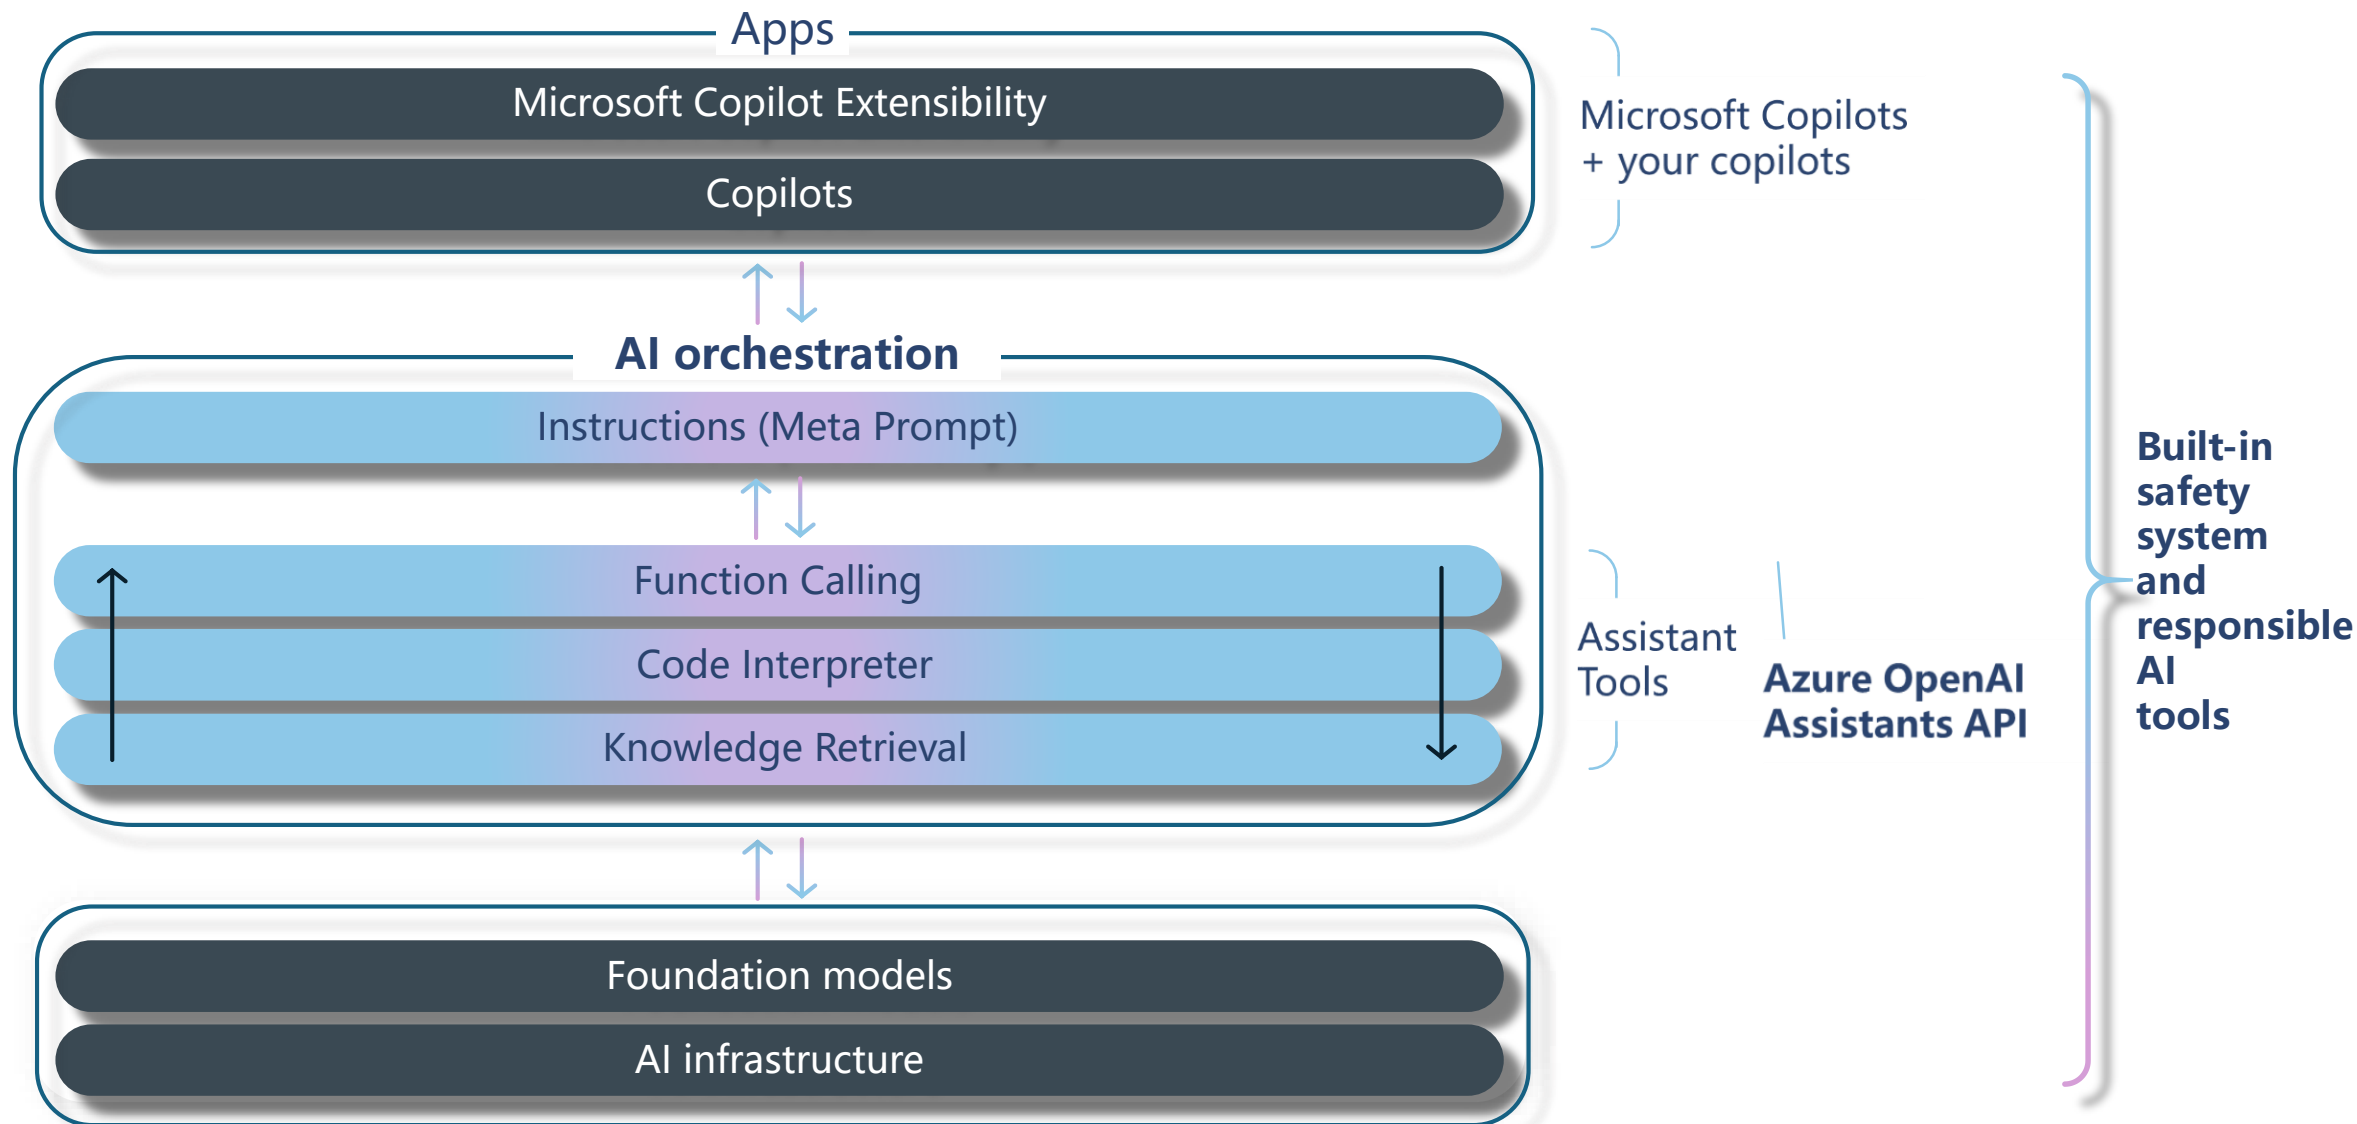 Apps
Microsoft Copilot Extensibility
Copilots
Microsoft Copilots
+ your copilots
AI orchestration
Instructions (Meta Prompt)
Function Calling
Code Interpreter
Knowledge Retrieval
Assistant
Tools
Azure OpenAI
Assistants API
Built-in
safety
system
and
responsible
AI
tools
Foundation models
AI infrastructure